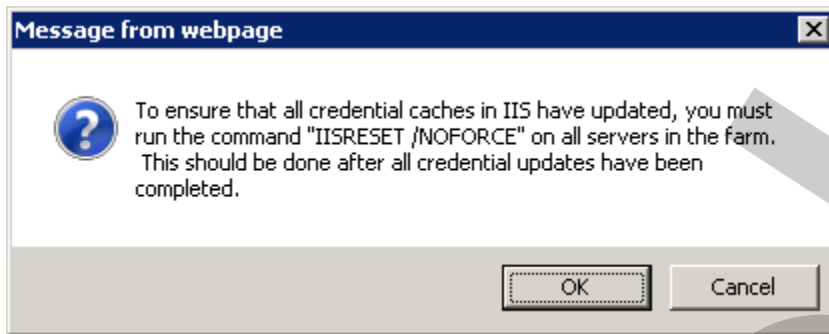 Message from webpage
To ensure that all credential caches in IIS have updated, you must
run the command "IISRESET /NOFORCE" on all servers in the farm.
This should be done after all credential updates have been
completed.
OK
Cancel